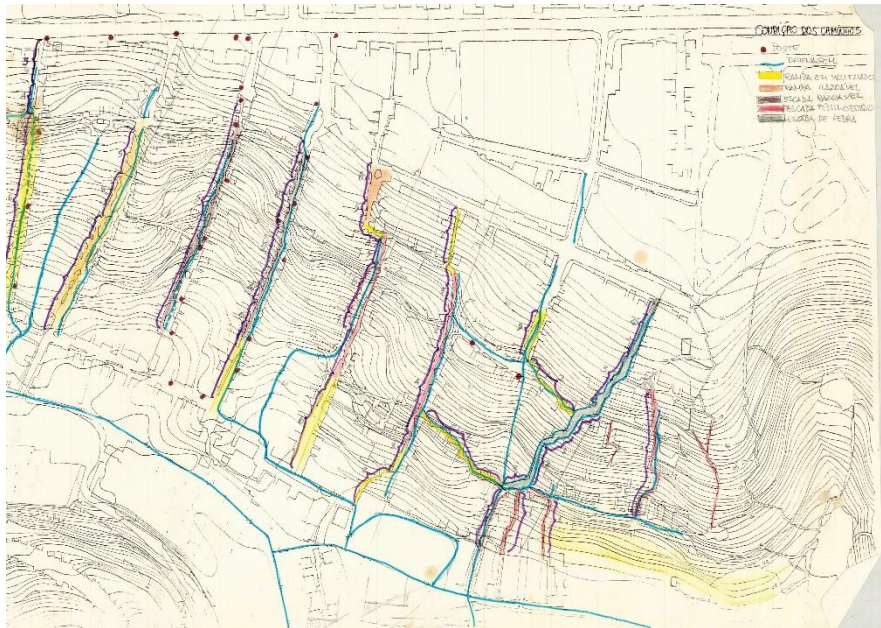 CONDIÇÃO DOS CAMINHOS
POSTE
DRENAGEM
RAMPA EM
RAMPA RAZOÁVEL
ESCADA RAZOÁVEL
ESCADA PÉSSIMO ESTADO
ESCADA DE PEDRA